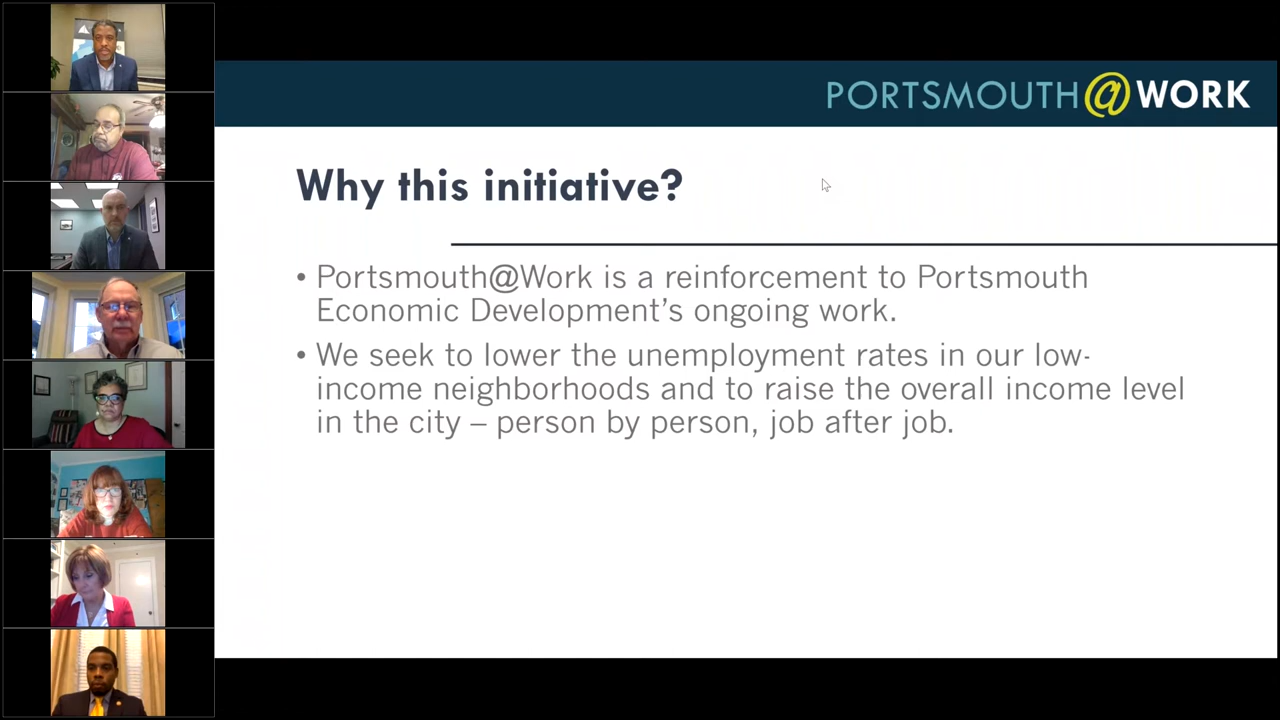 PORTSMOUTH@WORK
Why this initiative?
• Portsmouth@Work is a reinforcement to Portsmouth
Economic Development’s ongoing work.
• We seek to lower the unemployment rates in our low-
income neighborhoods and to raise the overall income level
in the city – person by person, job after job.